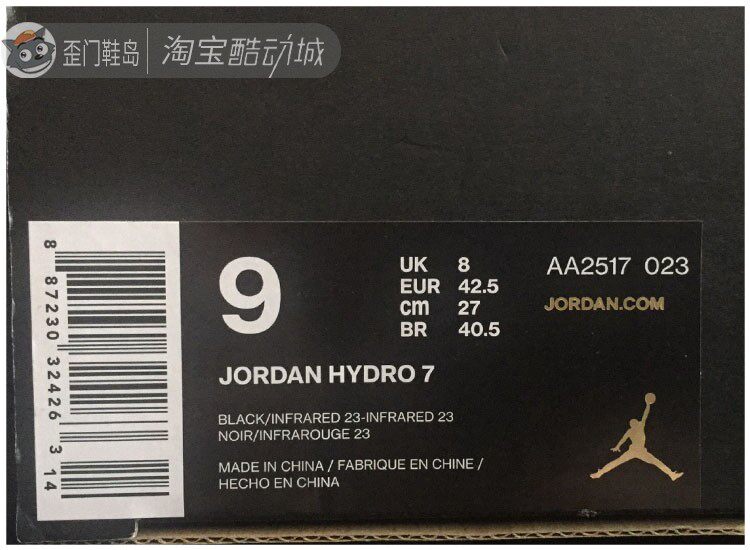 歪门鞋岛 淘宝酷动城
8 87230 32426 3 14
9
UK 8
EUR 42.5
cm 27
BR 40.5
AA2517 023
JORDAN.COM
JORDAN HYDRO 7
BLACK/INFRARED 23-INFRARED 23
NOIR/INFRAROUGE 23
MADE IN CHINA / FABRIQUE EN CHINE /
HECHO EN CHINA